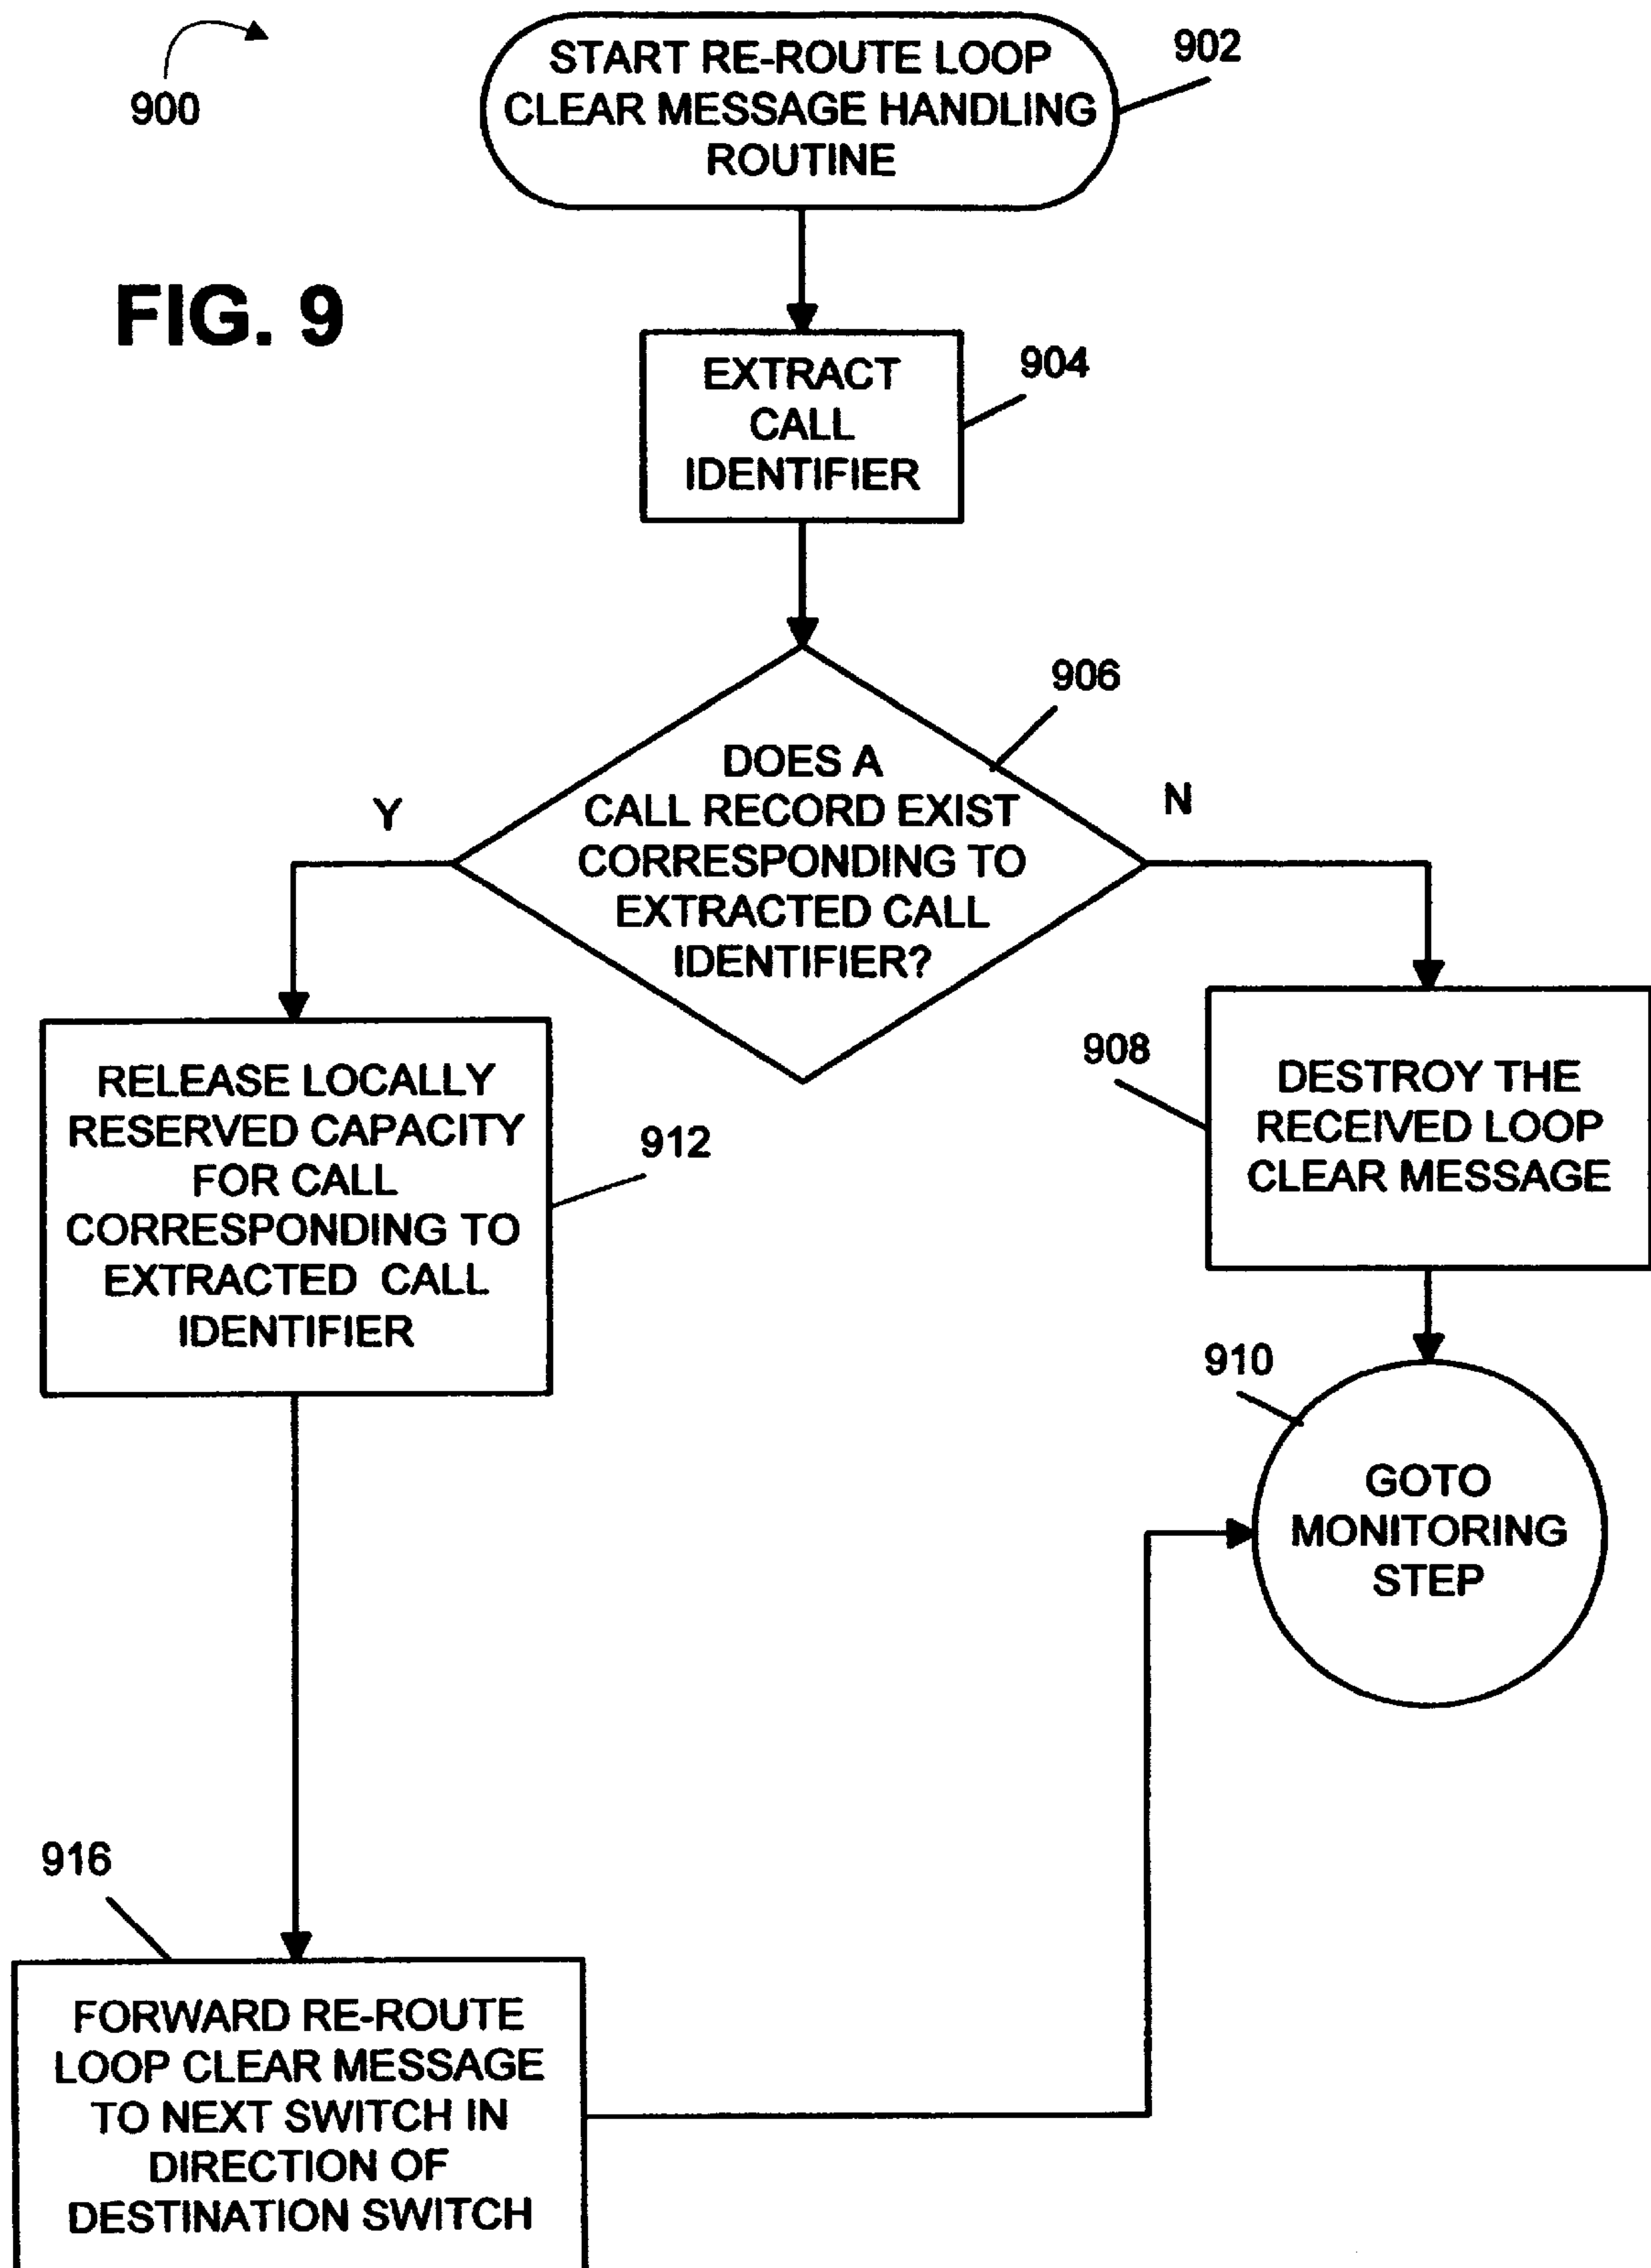 900
START RE-ROUTE LOOP
CLEAR MESSAGE HANDLING
ROUTINE
902
FIG. 9
EXTRACT
CALL
IDENTIFIER
904
906
DOES A
CALL RECORD EXIST
CORRESPONDING TO
EXTRACTED CALL
IDENTIFIER?
Y
N
RELEASE LOCALLY
RESERVED CAPACITY
FOR CALL
CORRESPONDING TO
EXTRACTED CALL
IDENTIFIER
912
908
DESTROY THE
RECEIVED LOOP
CLEAR MESSAGE
910
GOTO
MONITORING
STEP
916
FORWARD RE-ROUTE
LOOP CLEAR MESSAGE
TO NEXT SWITCH IN
DIRECTION OF
DESTINATION SWITCH